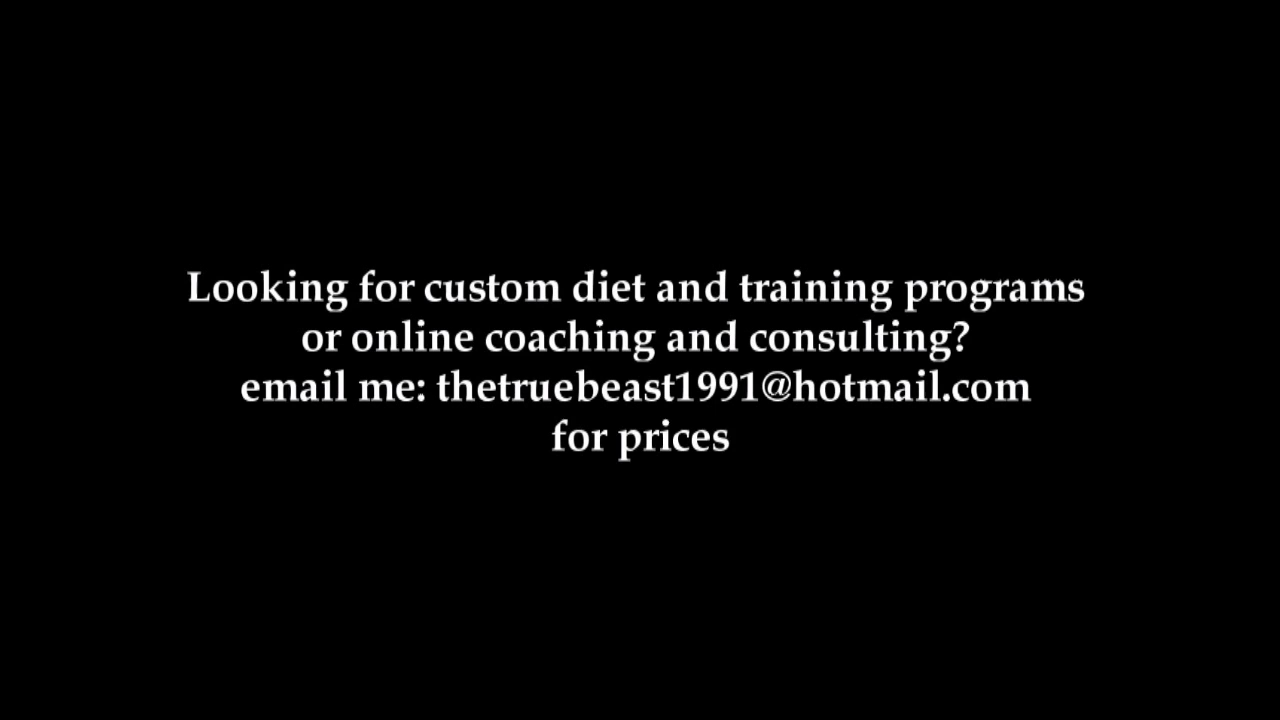 Looking for custom diet and training programs
or online coaching and consulting?
email me: thetruebeast1991@hotmail.com
for prices